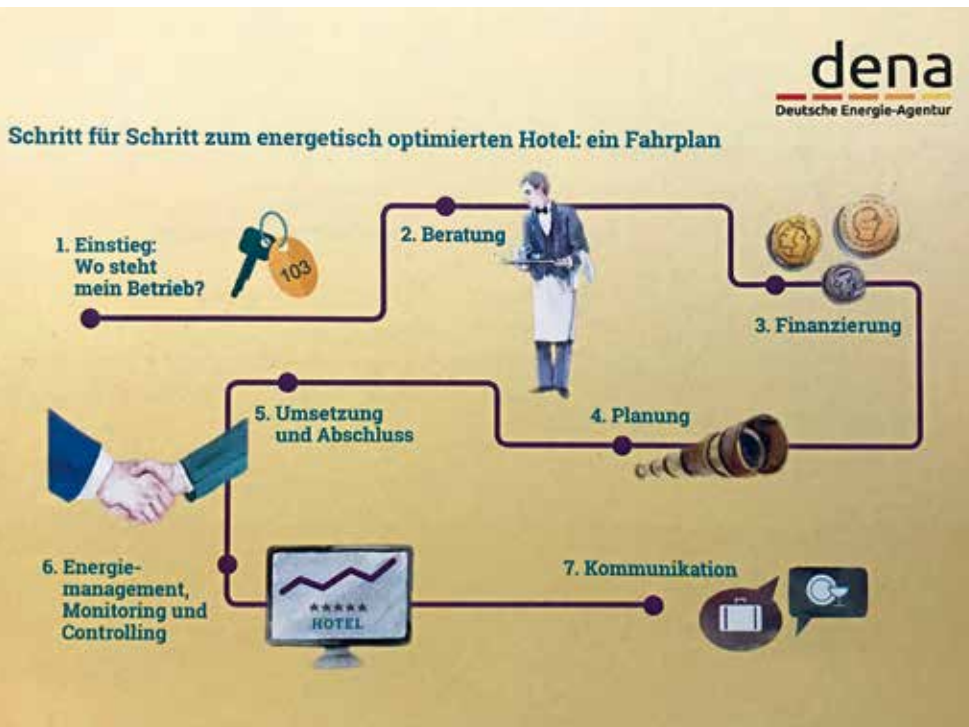 dena
Deutsche Energie-Agentur
Schritt für Schritt zum energetisch optimierten Hotel: ein Fahrplan
1. Einstieg:
Wo steht
mein Betrieb?
103
2. Beratung
3. Finanzierung
4. Planung
5. Umsetzung
und Abschluss
6. Energie-
management,
Monitoring und
Controlling
★★★★★
HOTEL
7. Kommunikation